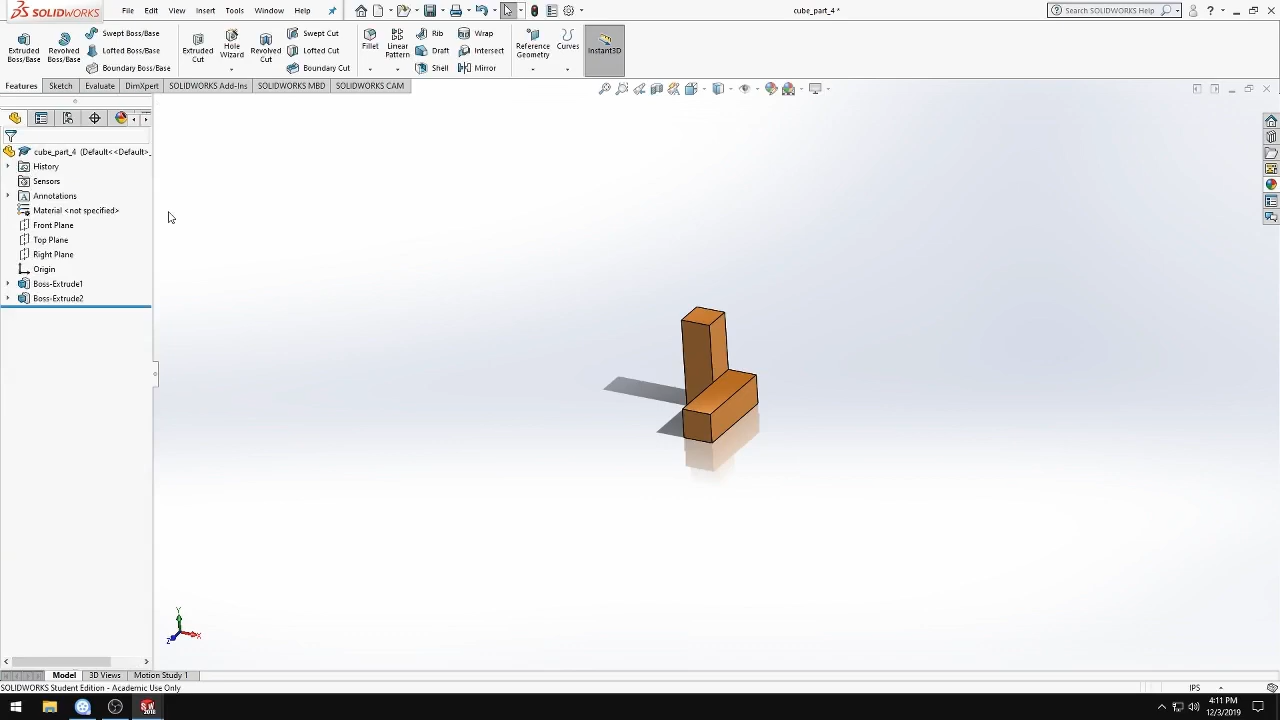 SOLIDWORKS
File Edit View Insert Tools Window Help
cube_part_4 *
Search SOLIDWORKS Help
Extruded Boss/Base
Revolved Boss/Base
Swept Boss/Base
Lofted Boss/Base
Boundary Boss/Base
Extruded Cut
Hole Wizard
Revolved Cut
Swept Cut
Lofted Cut
Boundary Cut
Fillet
Linear Pattern
Rib
Draft
Shell
Wrap
Intersect
Mirror
Reference Geometry
Curves
Instant3D
Features Sketch Evaluate DimXpert SOLIDWORKS Add-Ins SOLIDWORKS MBD SOLIDWORKS CAM
cube_part_4 (Default<<Default>_
History
Sensors
Annotations
Material <not specified>
Front Plane
Top Plane
Right Plane
Origin
Boss-Extrude1
Boss-Extrude2
Y
X
Z
Model 3D Views Motion Study 1
SOLIDWORKS Student Edition - Academic Use Only
IPS
4:11 PM
12/3/2019